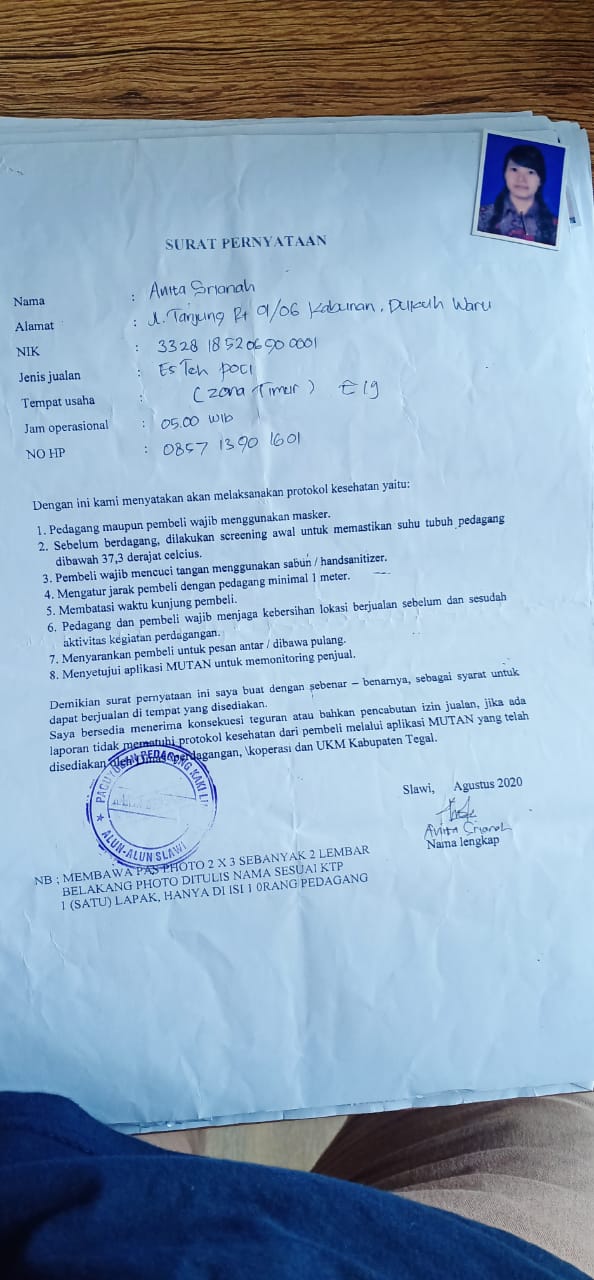 SURAT PERNYATAAN
Nama : Anita Srianah
Alamat : Jl. Tanjung Rt 01/06 Kabunan, Dukuh Waru
NIK : 3328 18 520690 0001
Jenis jualan : Es Teh poci
Tempat usaha : (Zona Timur) E19
Jam operasional : 05.00 Wib
NO HP : 0857 1390 1601
Dengan ini kami menyatakan akan melaksanakan protokol kesehatan yaitu:
1. Pedagang maupun pembeli wajib menggunakan masker.
2. Sebelum berdagang, dilakukan screening awal untuk memastikan suhu tubuh pedagang
dibawah 37,3 derajat celcius.
3. Pembeli wajib mencuci tangan menggunakan sabun / handsanitizer.
4. Mengatur jarak pembeli dengan pedagang minimal 1 meter.
5. Membatasi waktu kunjung pembeli.
6. Pedagang dan pembeli wajib menjaga kebersihan lokasi berjualan sebelum dan sesudah
aktivitas kegiatan perdagangan.
7. Menyarankan pembeli untuk pesan antar / dibawa pulang.
8. Menyetujui aplikasi MUTAN untuk memonitoring penjual.
Demikian surat pernyataan ini saya buat dengan sebenar – benarnya, sebagai syarat untuk
dapat berjualan di tempat yang disediakan.
Saya bersedia menerima konsekuesi teguran atau bahkan pencabutan izin jualan, jika ada
laporan tidak mematuhi protokol kesehatan dari pembeli melalui aplikasi MUTAN yang telah
disediakan oleh Dinas perdagangan, \koperasi dan UKM Kabupaten Tegal.
PAGUYUBAN PEDAGANG KAKI
ALUN-ALUN SLAWI
Slawi, Agustus 2020
Anita Srianah
Nama lengkap
NB ; MEMBAWA PAS PHOTO 2 X 3 SEBANYAK 2 LEMBAR
BELAKANG PHOTO DITULIS NAMA SESUAI KTP
1 (SATU) LAPAK, HANYA DI ISI 1 0RANG PEDAGANG